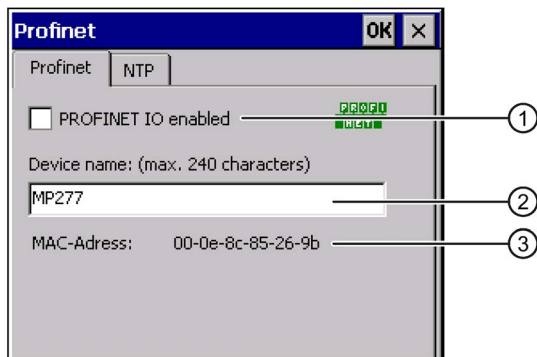 Profinet OK ×
Profinet NTP
PROFINET IO enabled PROFI 1
NET
Device name: (max. 240 characters)
MP277 2
MAC-Adress: 00-0e-8c-85-26-9b 3